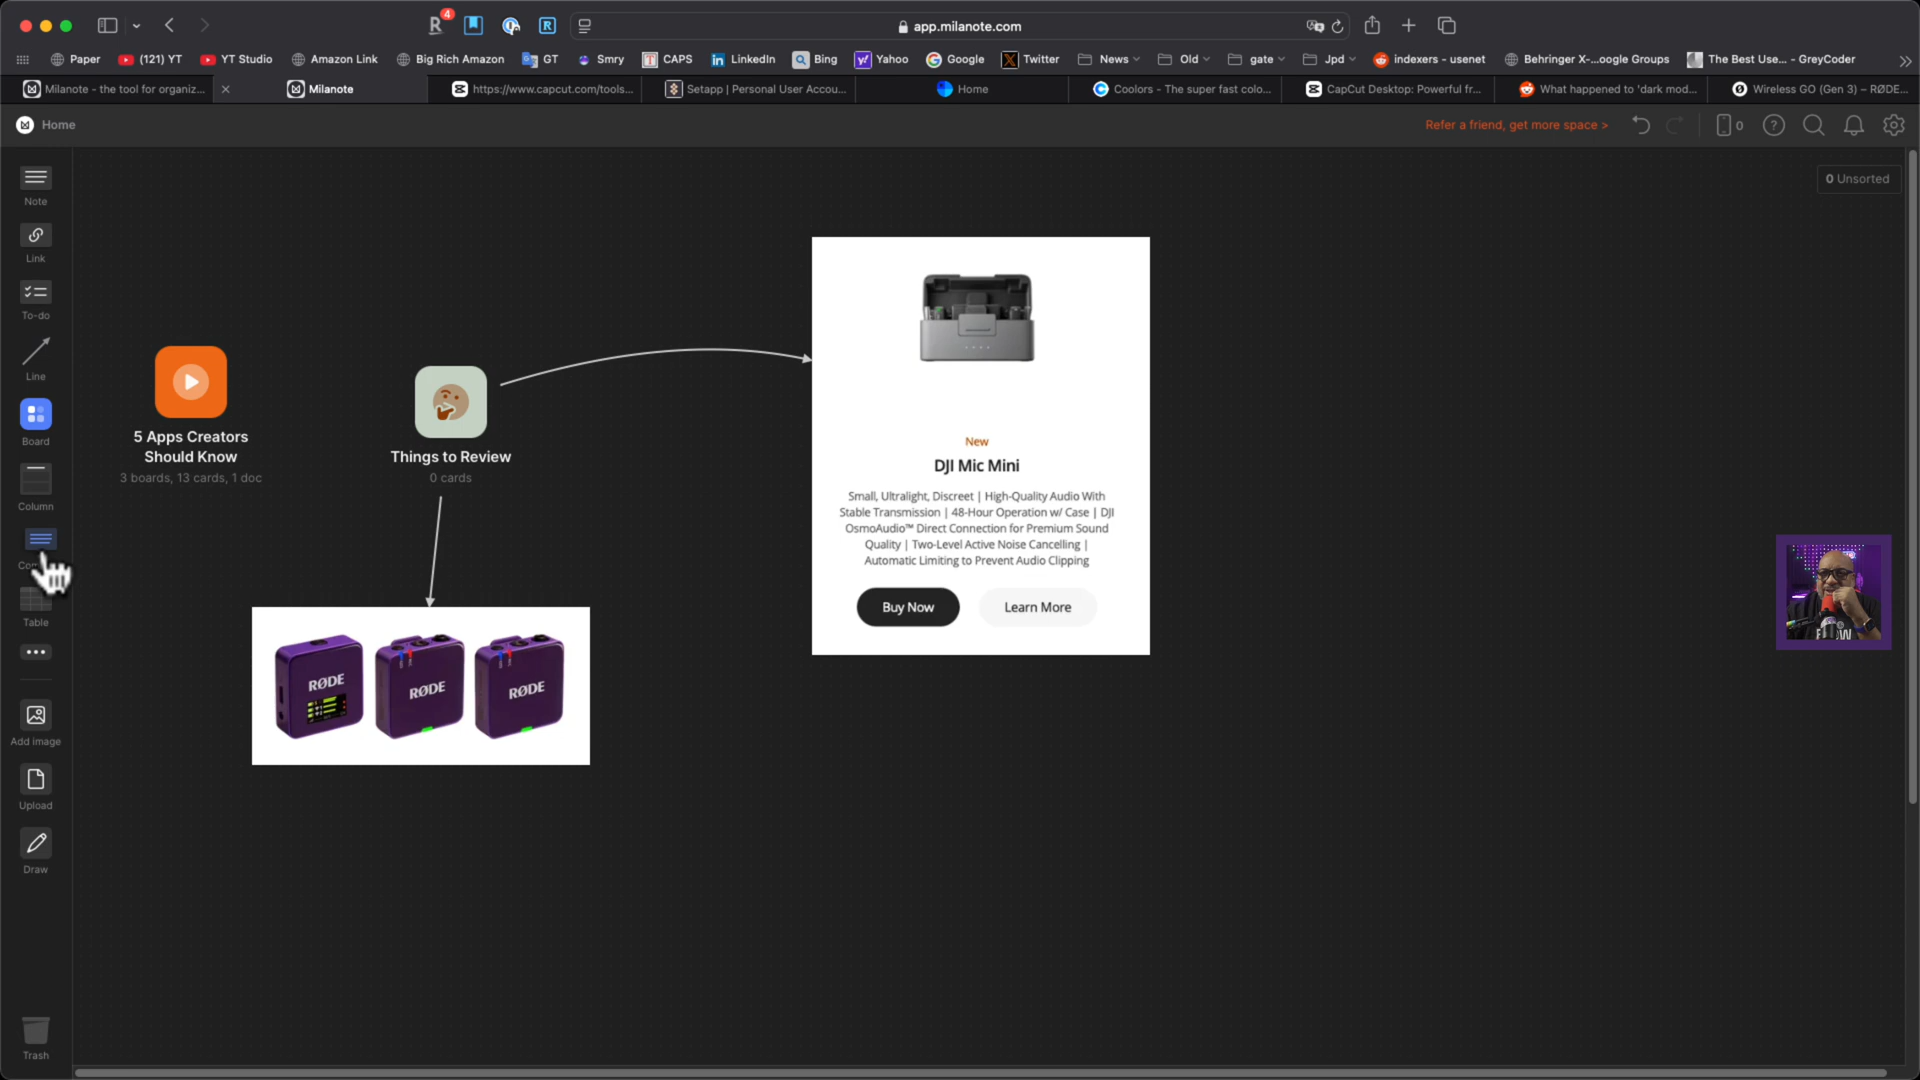 4
app.milanote.com
Paper
(121) YT
YT Studio
Amazon Link
Big Rich Amazon
GT
Smry
CAPS
LinkedIn
Bing
Yahoo
Google
Twitter
News
Old
gate
Jpd
indexers - usenet
Behringer X-...oogle Groups
The Best Use... - GreyCoder
Milanote - the tool for organiz...
Milanote
https://www.capcut.com/tools...
Setapp | Personal User Accou...
Home
Coolors - The super fast colo...
CapCut Desktop: Powerful fr...
What happened to 'dark mod...
Wireless GO (Gen 3) – RØDE...
Home
Refer a friend, get more space >
0
0 Unsorted
Note
Link
To-do
Line
Board
Column
Table
Add image
Upload
Draw
Trash
5 Apps Creators
Should Know
3 boards, 13 cards, 1 doc
Things to Review
0 cards
RØDE
RØDE
RØDE
New
DJI Mic Mini
Small, Ultralight, Discreet | High-Quality Audio With
Stable Transmission | 48-Hour Operation w/ Case | DJI
OsmoAudio™ Direct Connection for Premium Sound
Quality | Two-Level Active Noise Cancelling |
Automatic Limiting to Prevent Audio Clipping
Buy Now
Learn More